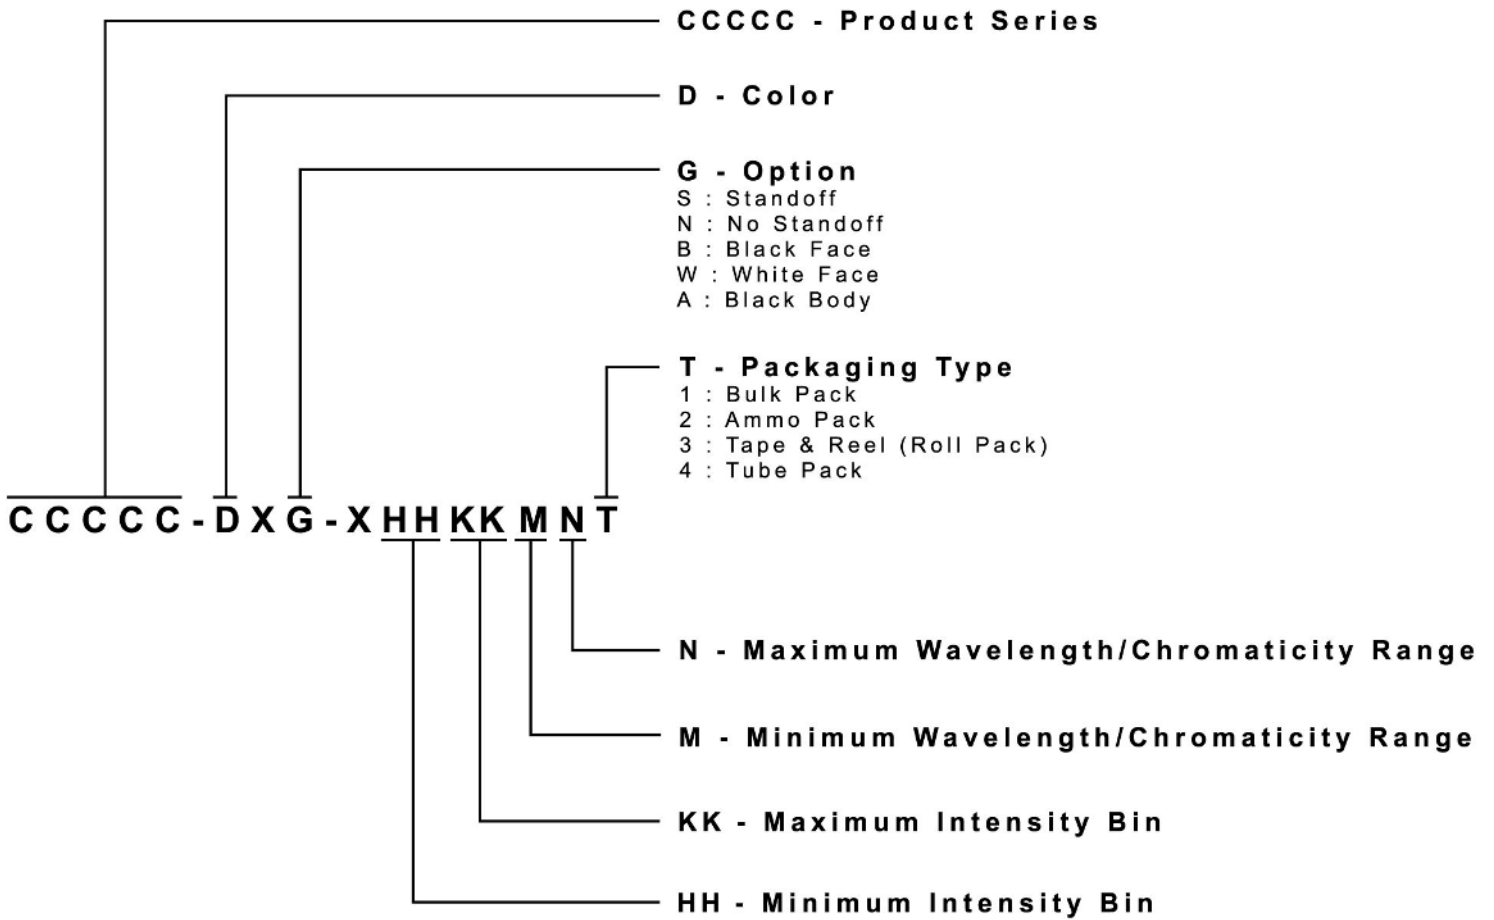 CCCCC - Product Series
D - Color
G - Option
S : Standoff
N : No Standoff
B : Black Face
W : White Face
A : Black Body
T - Packaging Type
1 : Bulk Pack
2 : Ammo Pack
3 : Tape & Reel (Roll Pack)
4 : Tube Pack
CCCCC-DXG-XHHKKMNT
N - Maximum Wavelength/Chromaticity Range
M - Minimum Wavelength/Chromaticity Range
KK - Maximum Intensity Bin
HH - Minimum Intensity Bin